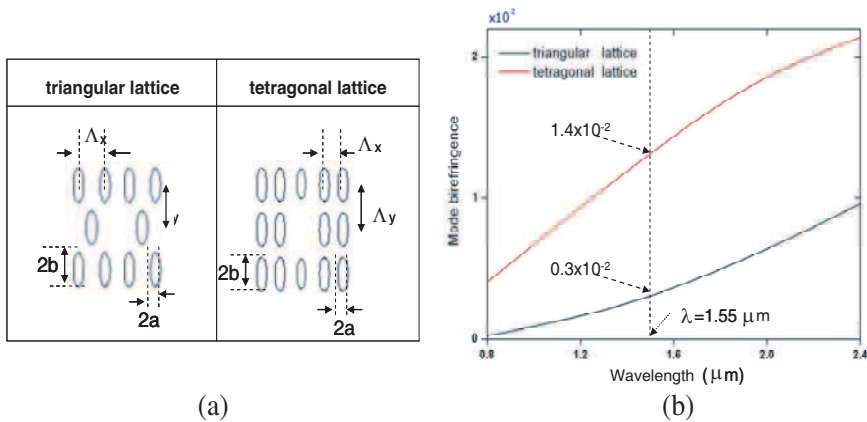 triangular lattice
tetragonal lattice
Λx
2b
2a
Λx
Λy
2b
2a
(a)
x10²
triangular lattice
tetragonal lattice
1.4x10⁻²
0.3x10⁻²
λ=1.55 μm
Mode birefringence
2
1
0
0.8
1.2
1.6
2.0
2.4
Wavelength (μm)
(b)